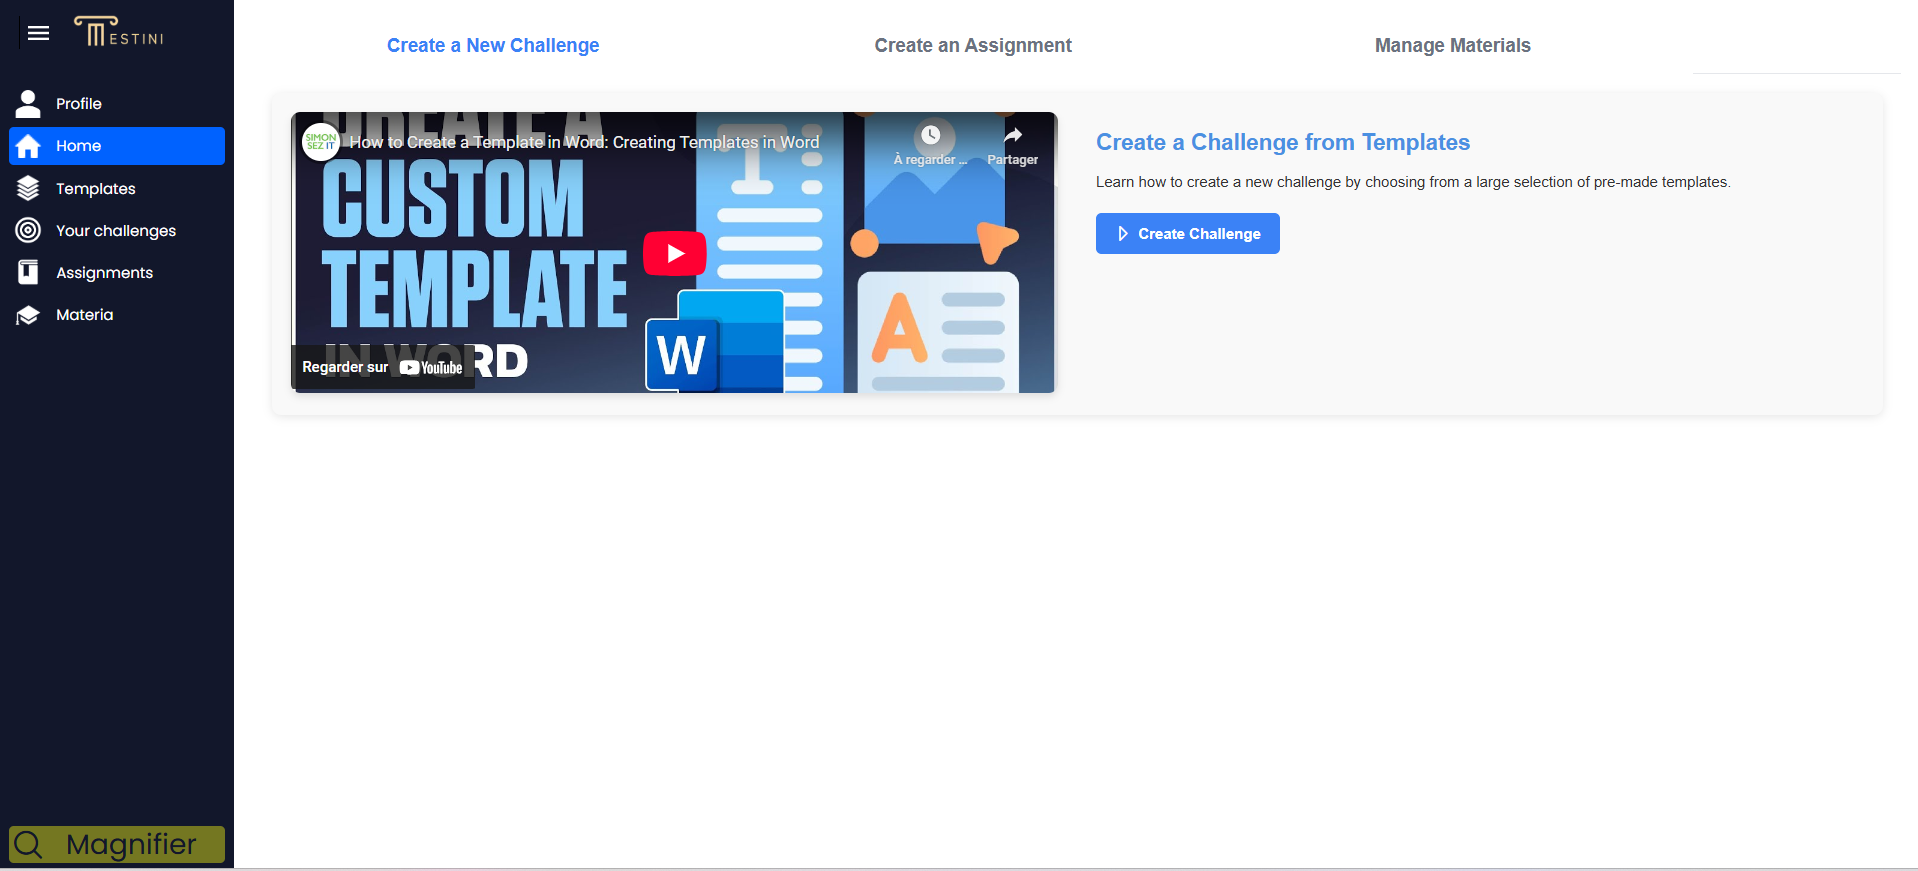 MESTINI
Profile
Home
Templates
Your challenges
Assignments
Materia
Magnifier
Create a New Challenge
Create an Assignment
Manage Materials
CREATE A
CUSTOM
TEMPLATE
IN WORD
SIMON
SEZ IT
How to Create a Template in Word: Creating Templates in Word
À regarder ...
Partager
W
A
Regarder sur YouTube
Create a Challenge from Templates
Learn how to create a new challenge by choosing from a large selection of pre-made templates.
Create Challenge